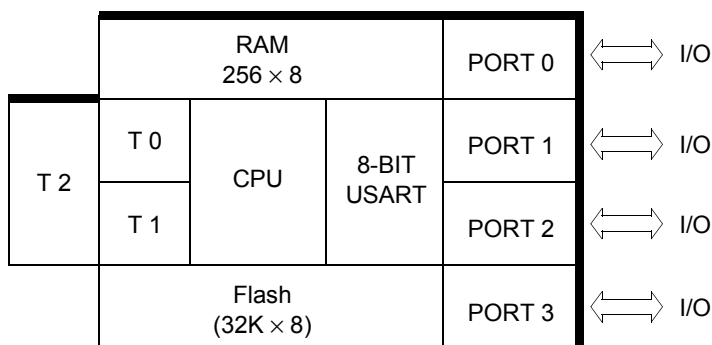 RAM
256 × 8
PORT 0
I/O
T 2
T 0
T 1
CPU
8-BIT
USART
PORT 1
I/O
PORT 2
I/O
Flash
(32K × 8)
PORT 3
I/O